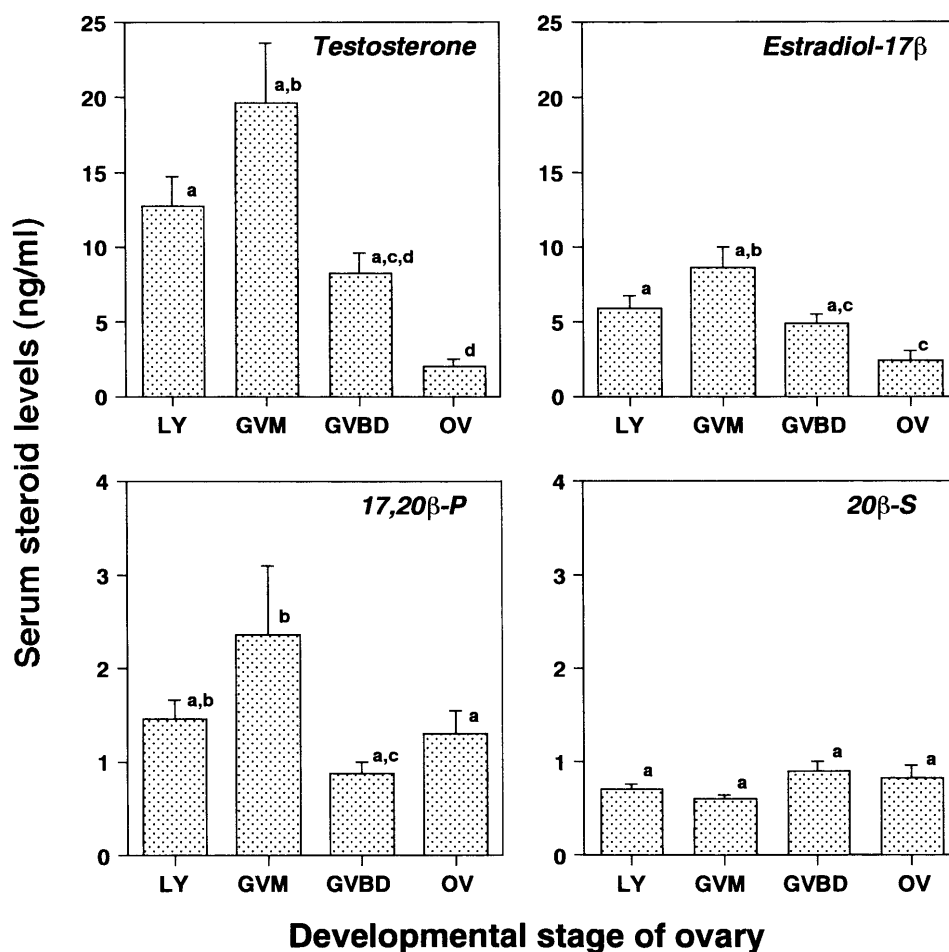 Serum steroid levels (ng/ml)
Testosterone
25
20
15
10
5
0
a
a,b
a,c,d
d
LY GVM GVBD OV
Estradiol-17β
25
20
15
10
5
0
a
a,b
a,c
c
LY GVM GVBD OV
17,20β-P
4
3
2
1
0
a,b
b
a,c
a
LY GVM GVBD OV
20β-S
4
3
2
1
0
a
a
a
a
LY GVM GVBD OV
Developmental stage of ovary